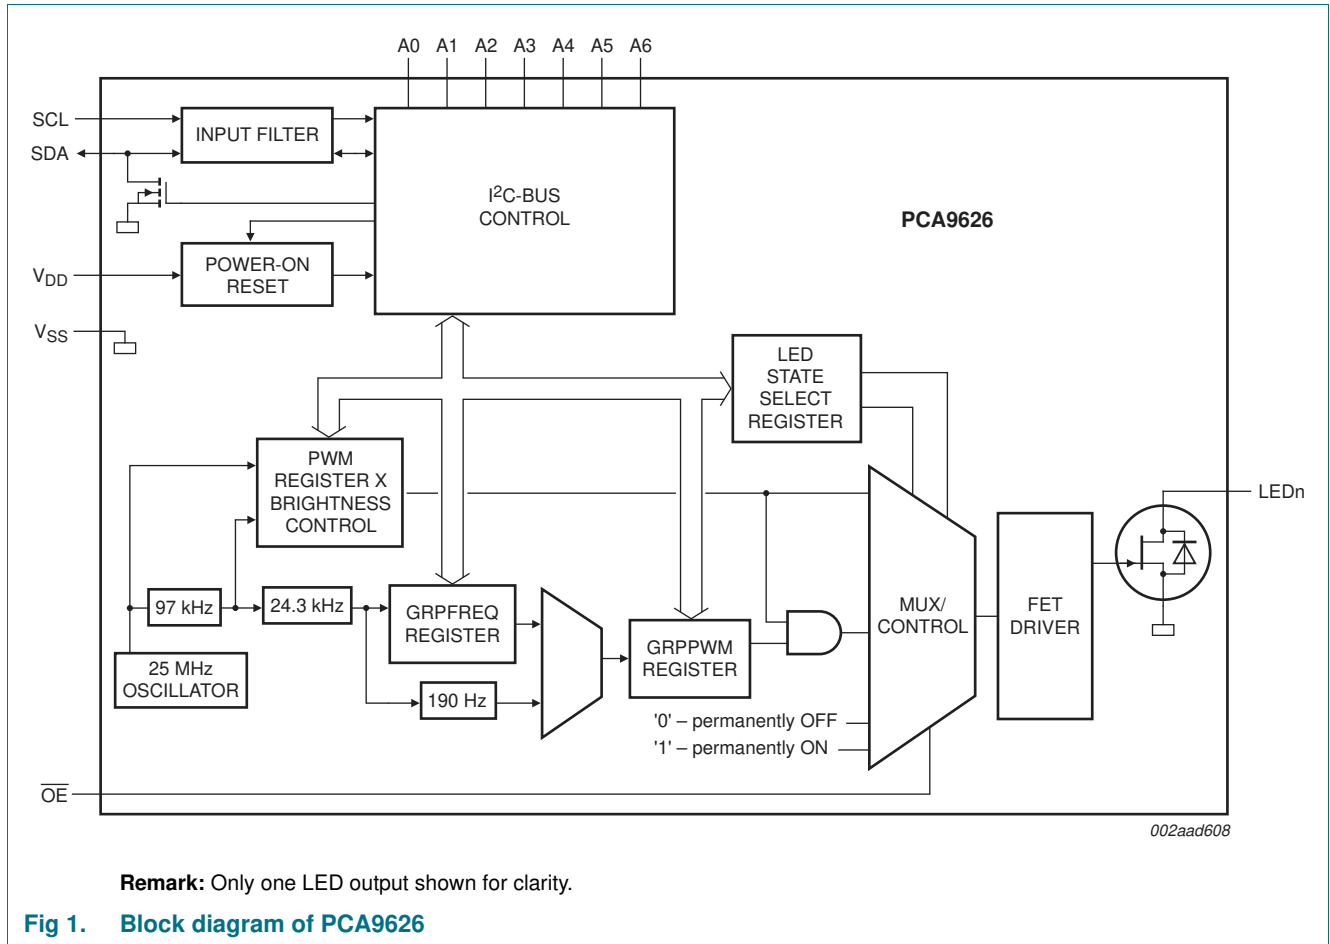 A0 A1 A2 A3 A4 A5 A6
SCL
INPUT FILTER
SDA
I²C-BUS
CONTROL
PCA9626
V_DD
POWER-ON
RESET
V_SS
LED
STATE
SELECT
REGISTER
PWM
REGISTER X
BRIGHTNESS
CONTROL
LEDn
97 kHz
24.3 kHz
GRPFREQ
REGISTER
MUX/
CONTROL
FET
DRIVER
GRPPWM
REGISTER
25 MHz
OSCILLATOR
190 Hz
'0' – permanently OFF
'1' – permanently ON
O̅E̅
002aad608
Remark: Only one LED output shown for clarity.
Fig 1. Block diagram of PCA9626